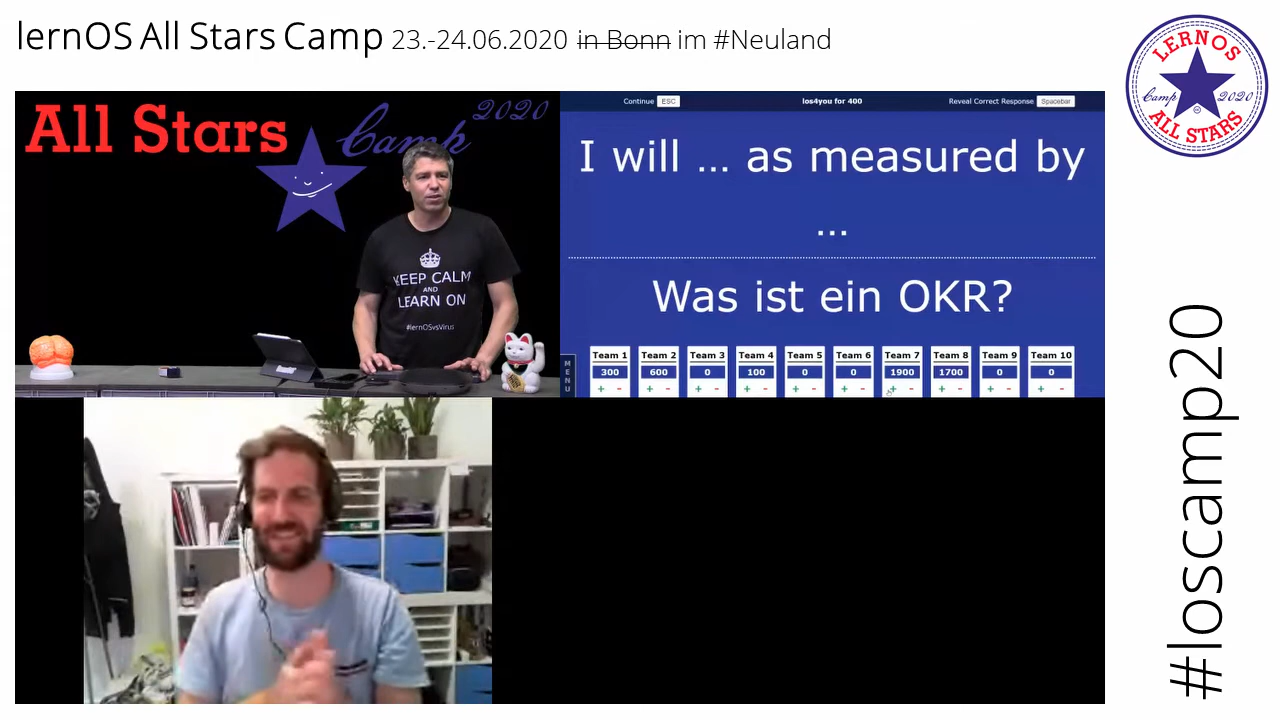 lernOS All Stars Camp 23.-24.06.2020 in Bonn im #Neuland
LERNOS
Camp 2020
ALL STARS
All Stars Camp 2020
KEEP CALM
AND
LEARN ON
#lernOSvsVirus
Continue ESC los4you for 400 Reveal Correct Response Spacebar
I will ... as measured by
...
Was ist ein OKR?
MENU
Team 1 Team 2 Team 3 Team 4 Team 5 Team 6 Team 7 Team 8 Team 9 Team 10
300 600 0 100 0 0 1900 1700 0 0
+ - + - + - + - + - + - + - + - + - + -
#loscamp20